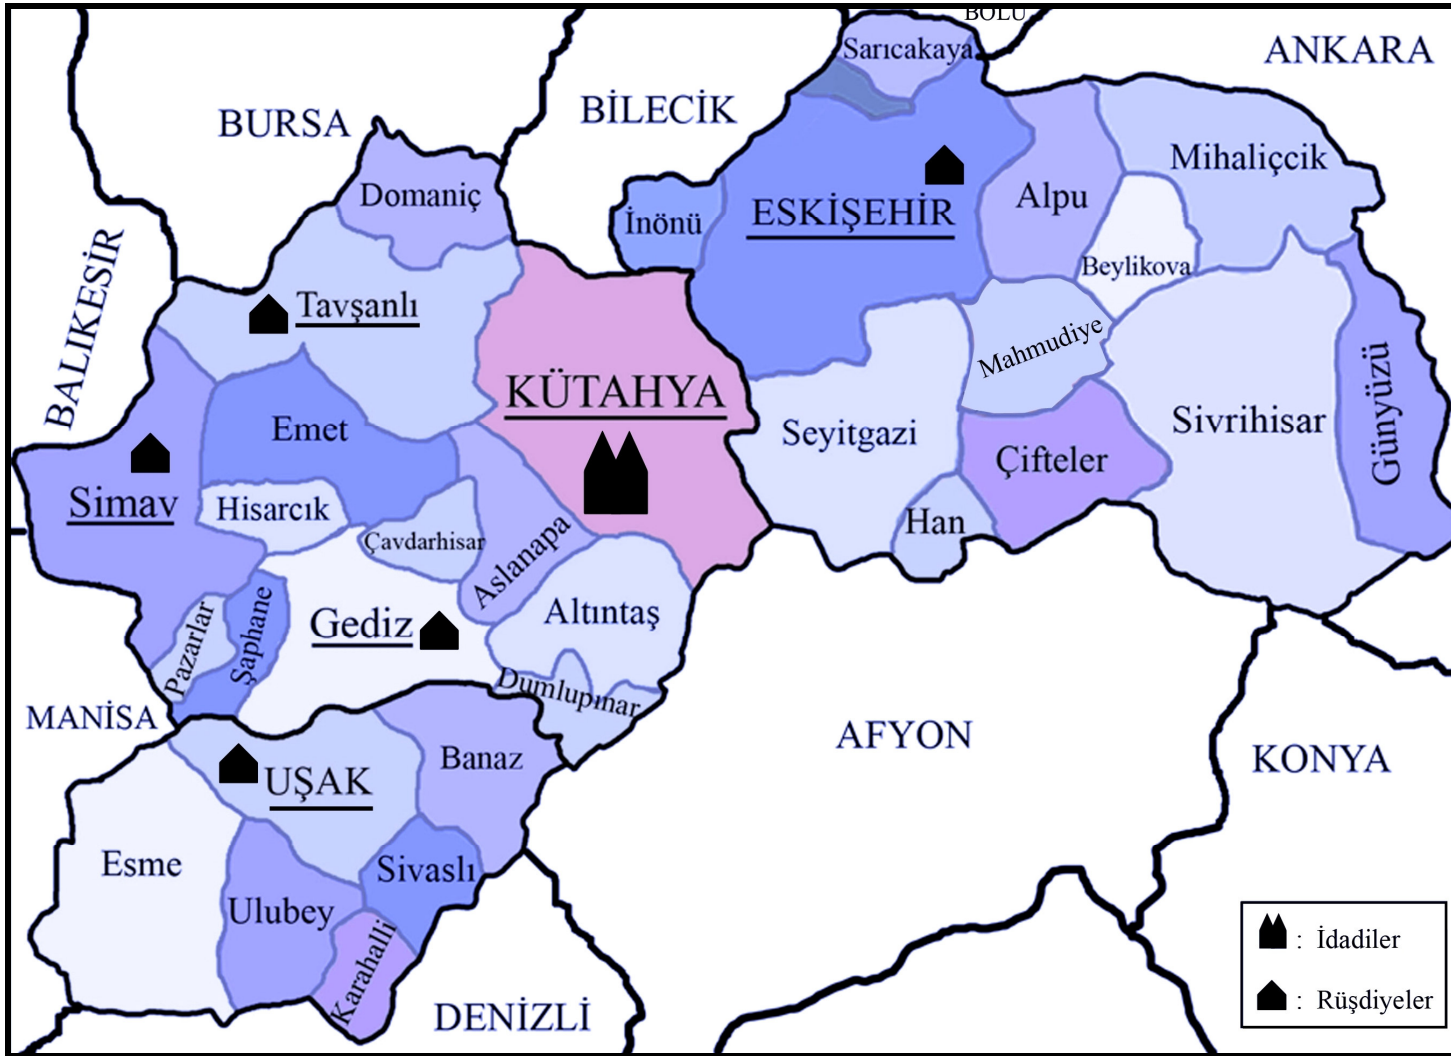 BOLU
ANKARA
Sarıcakaya
BİLECİK
BURSA
Mihaliçcik
Domaniç
Alpu
İnönü
ESKİŞEHİR
Beylikova
BALIKESİR
Tavşanlı
Mahmudiye
KÜTAHYA
Günyüzü
Sivrihisar
Emet
Seyitgazi
Çifteler
Simav
Hisarcık
Han
Çavdarhisar
Aslanapa
Altıntaş
Gediz
Şaphane
Pazarlar
Dumlupınar
MANİSA
AFYON
KONYA
Banaz
UŞAK
Esme
Sivaslı
Ulubey
Karahalli
DENİZLİ
: İdadiler
: Rüşdiyeler